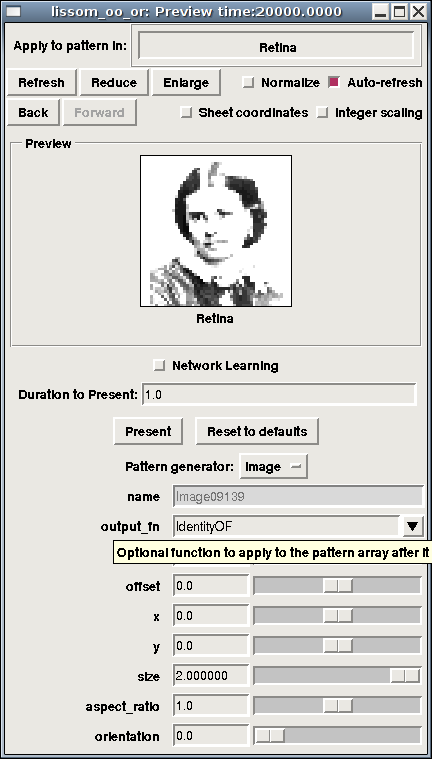 lissom_oo_or: Preview time:20000.0000
Apply to pattern in: Retina
Refresh Reduce Enlarge Normalize Auto-refresh
Back Forward Sheet coordinates Integer scaling
Preview
Retina
Network Learning
Duration to Present: 1.0
Present Reset to defaults
Pattern generator: Image
name Image09139
output_fn IdentityOF
Optional function to apply to the pattern array after it
offset 0.0
x 0.0
y 0.0
size 2.000000
aspect_ratio 1.0
orientation 0.0